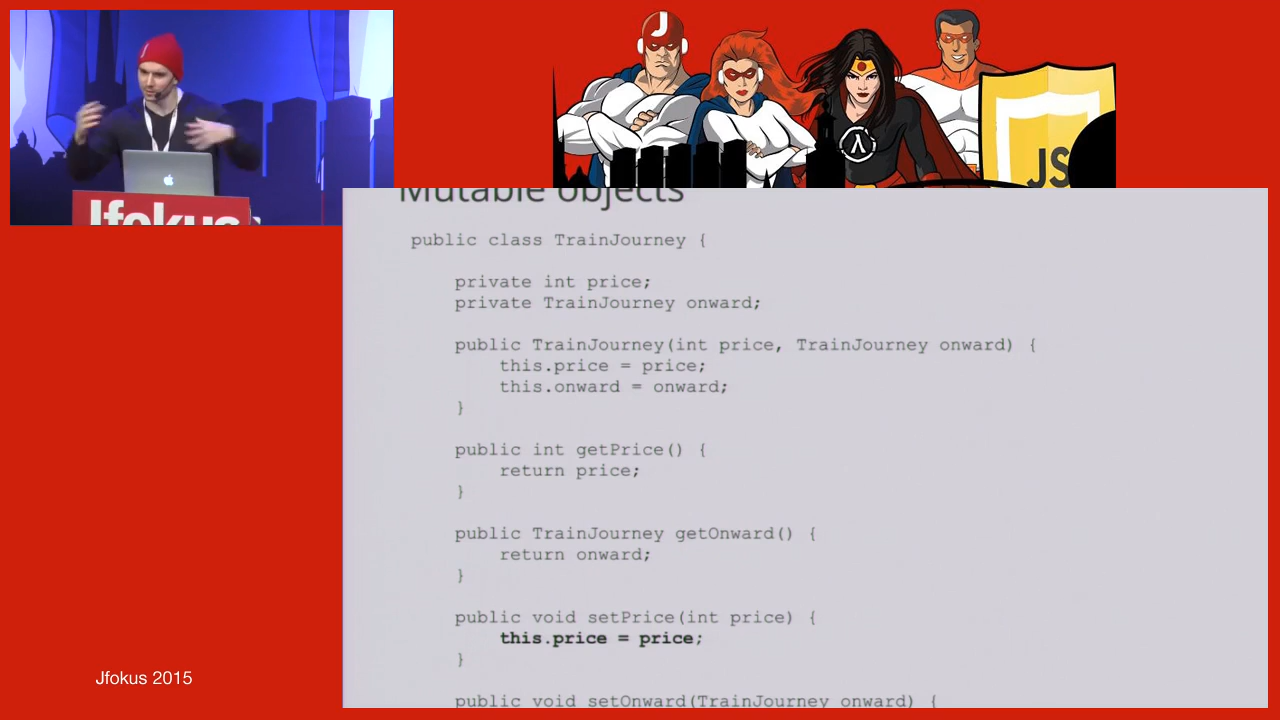 J
λ
JS
Jfokus
Mutable objects
public class TrainJourney {
private int price;
private TrainJourney onward;
public TrainJourney(int price, TrainJourney onward) {
this.price = price;
this.onward = onward;
}
public int getPrice() {
return price;
}
public TrainJourney getOnward() {
return onward;
}
public void setPrice(int price) {
this.price = price;
}
public void setOnward(TrainJourney onward) {
Jfokus 2015